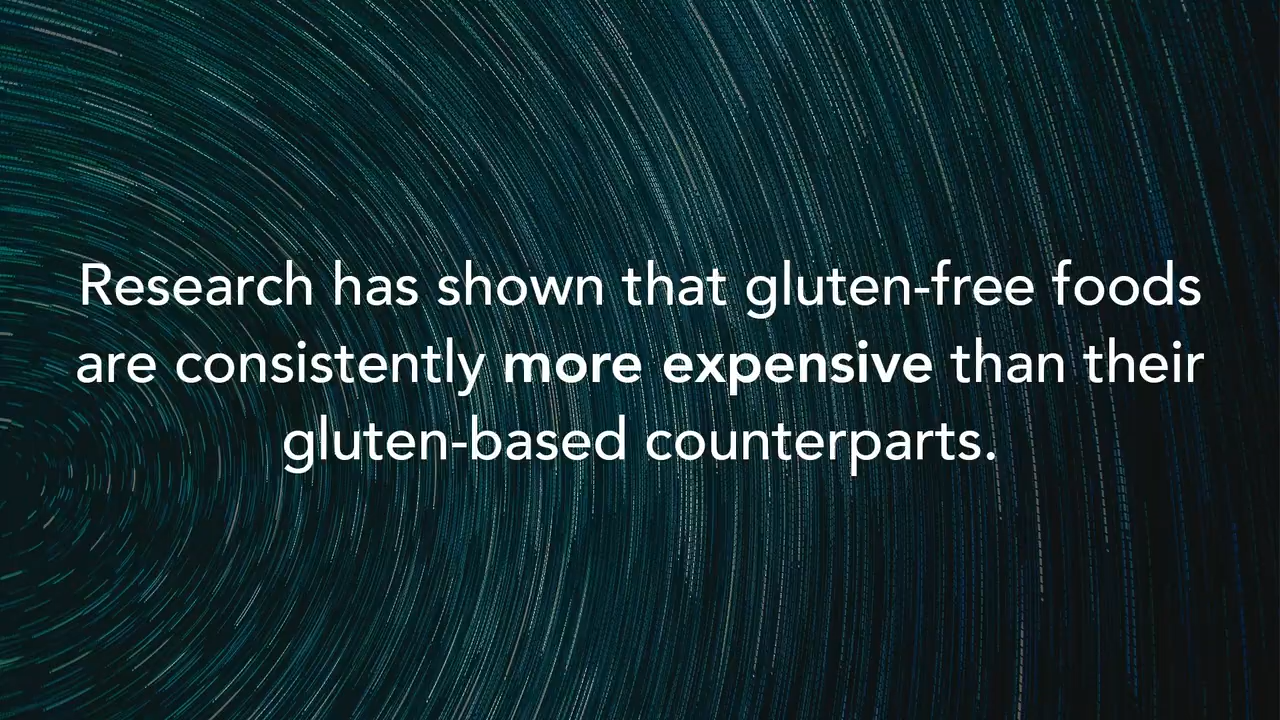 Research has shown that gluten-free foods
are consistently more expensive than their
gluten-based counterparts.